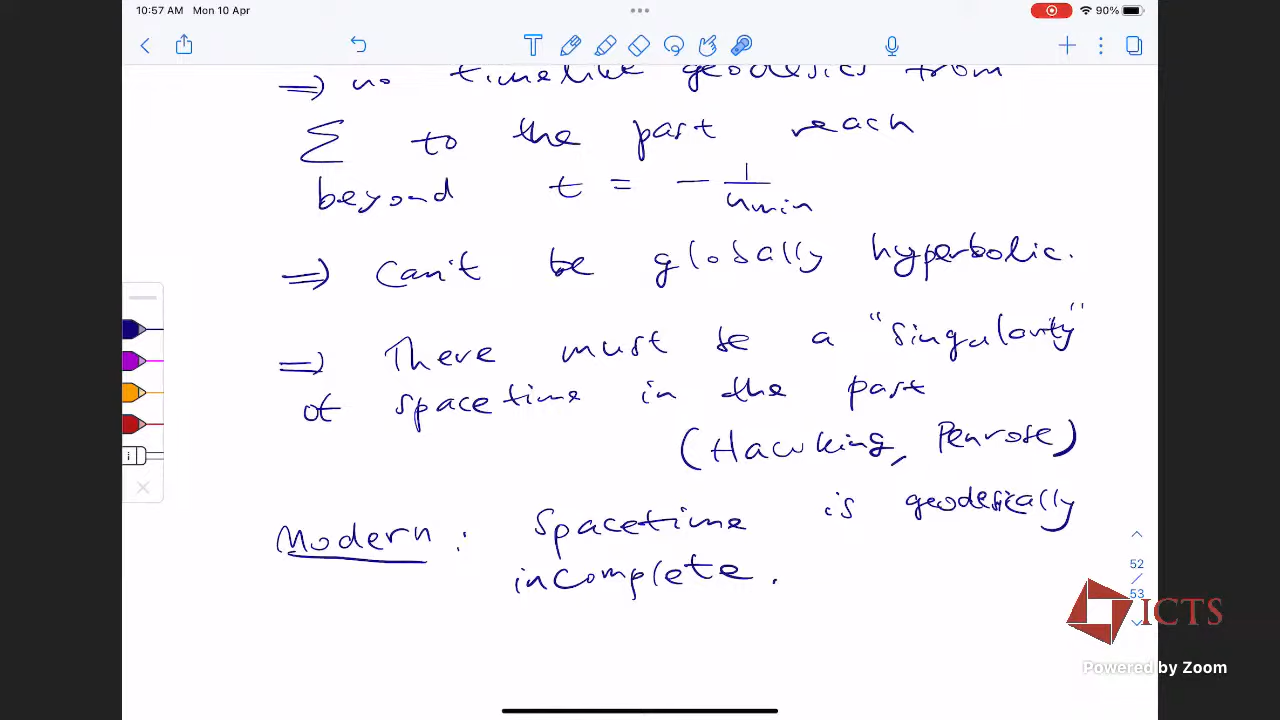 10:57 AM Mon 10 Apr
90%
⟹ no timelike geodesics from
Σ to the past reach
beyond t = - 1/umin
⟹ Can't be globally hyperbolic.
⟹ There must be a "singularity"
of spacetime in the past
(Hawking, Penrose)
Modern : Spacetime is geodesically
incomplete.
52
/
53
ICTS
Powered by Zoom